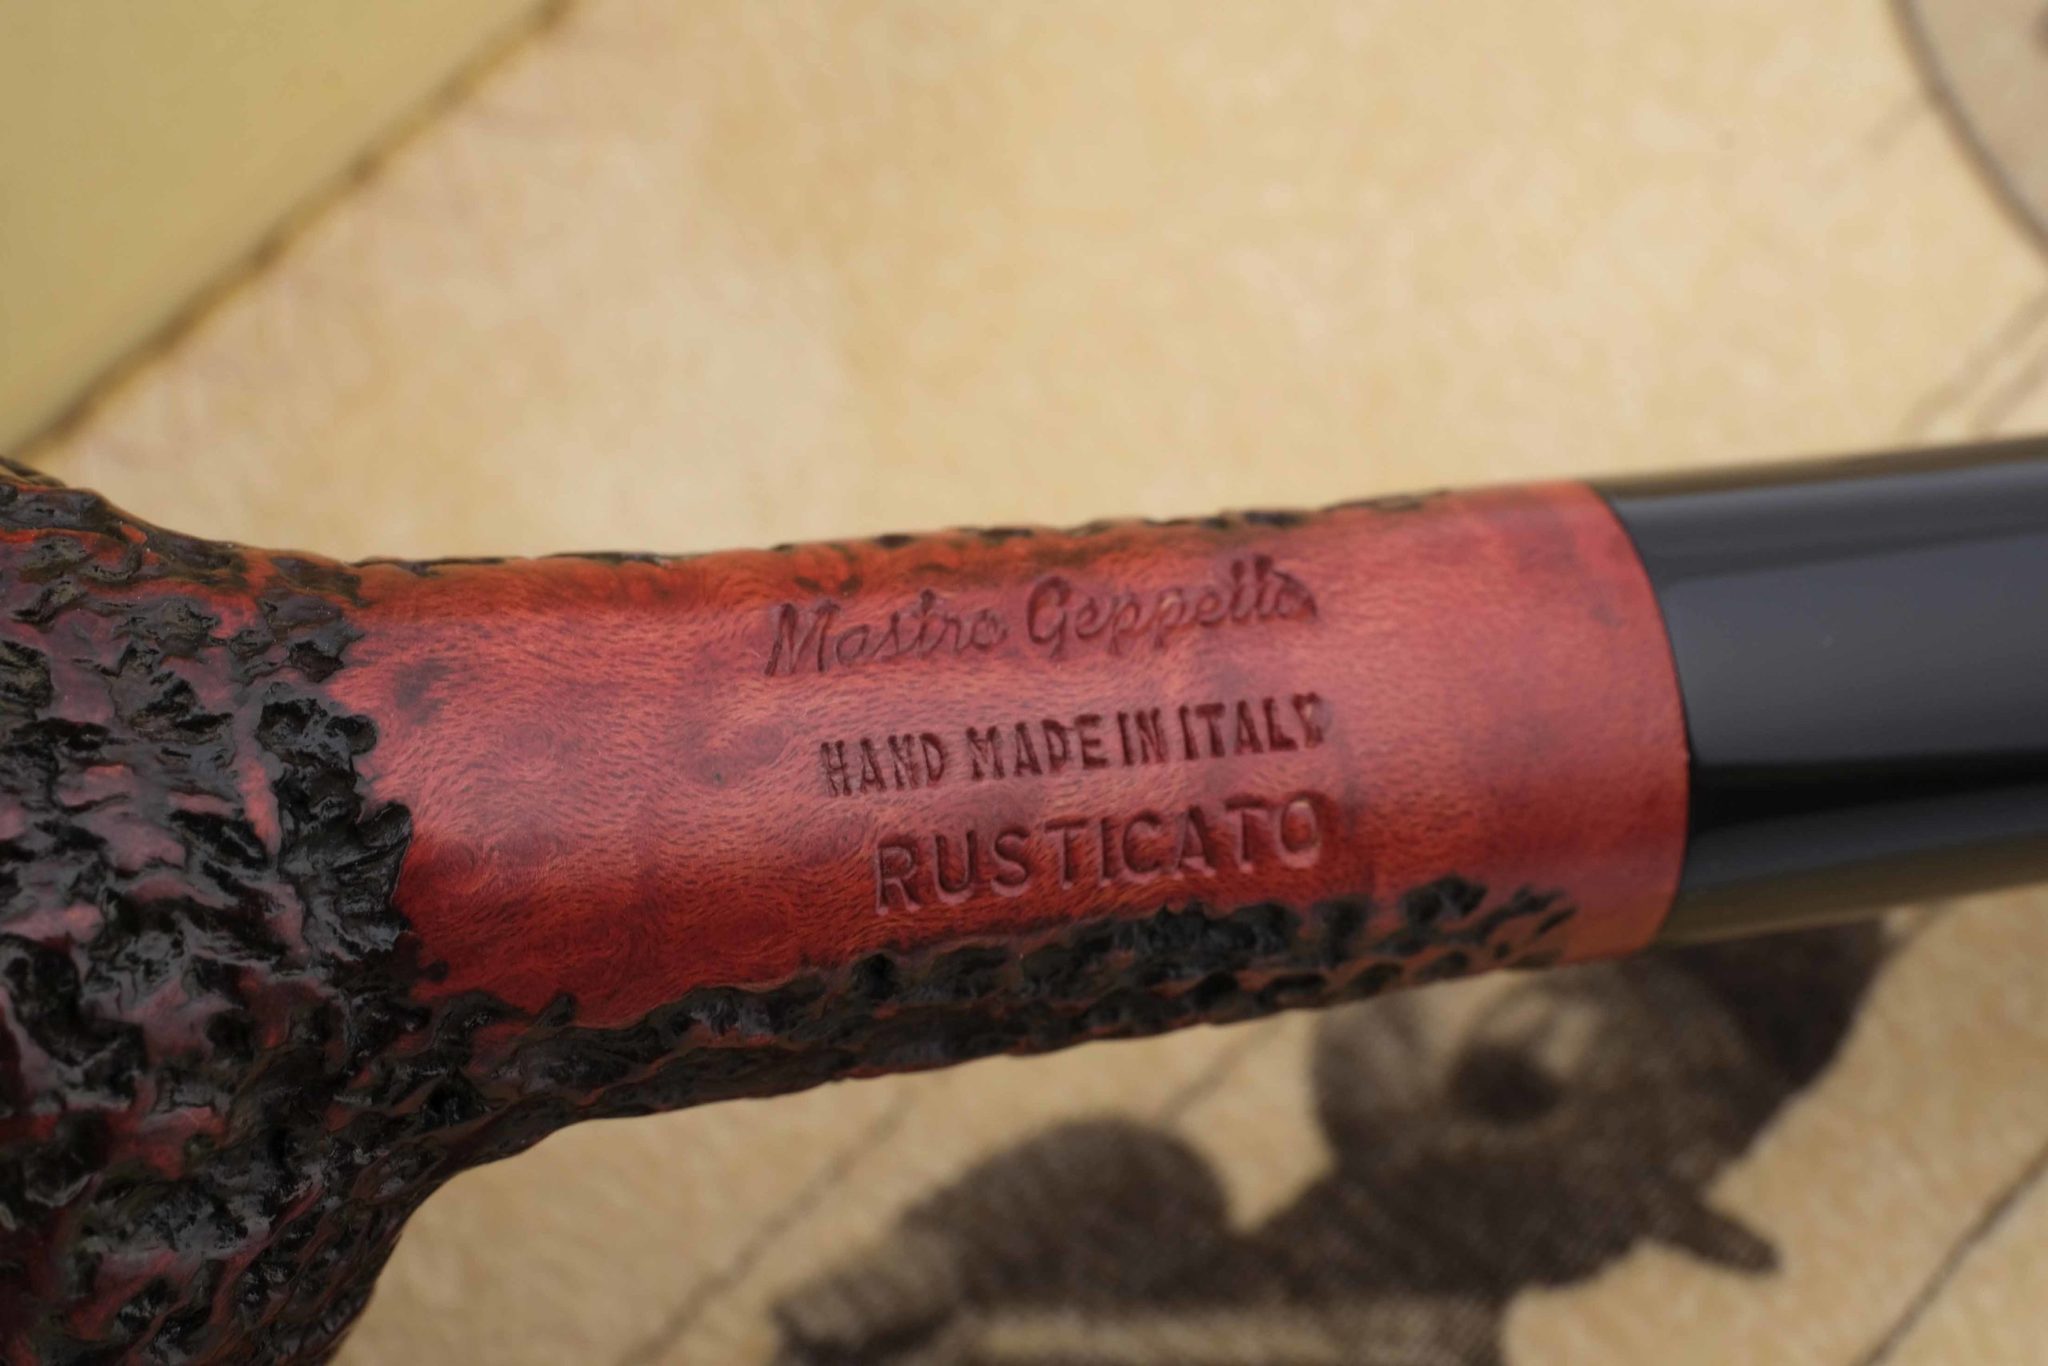 Mastro Geppetto
HAND MADE IN ITALY
RUSTICATO